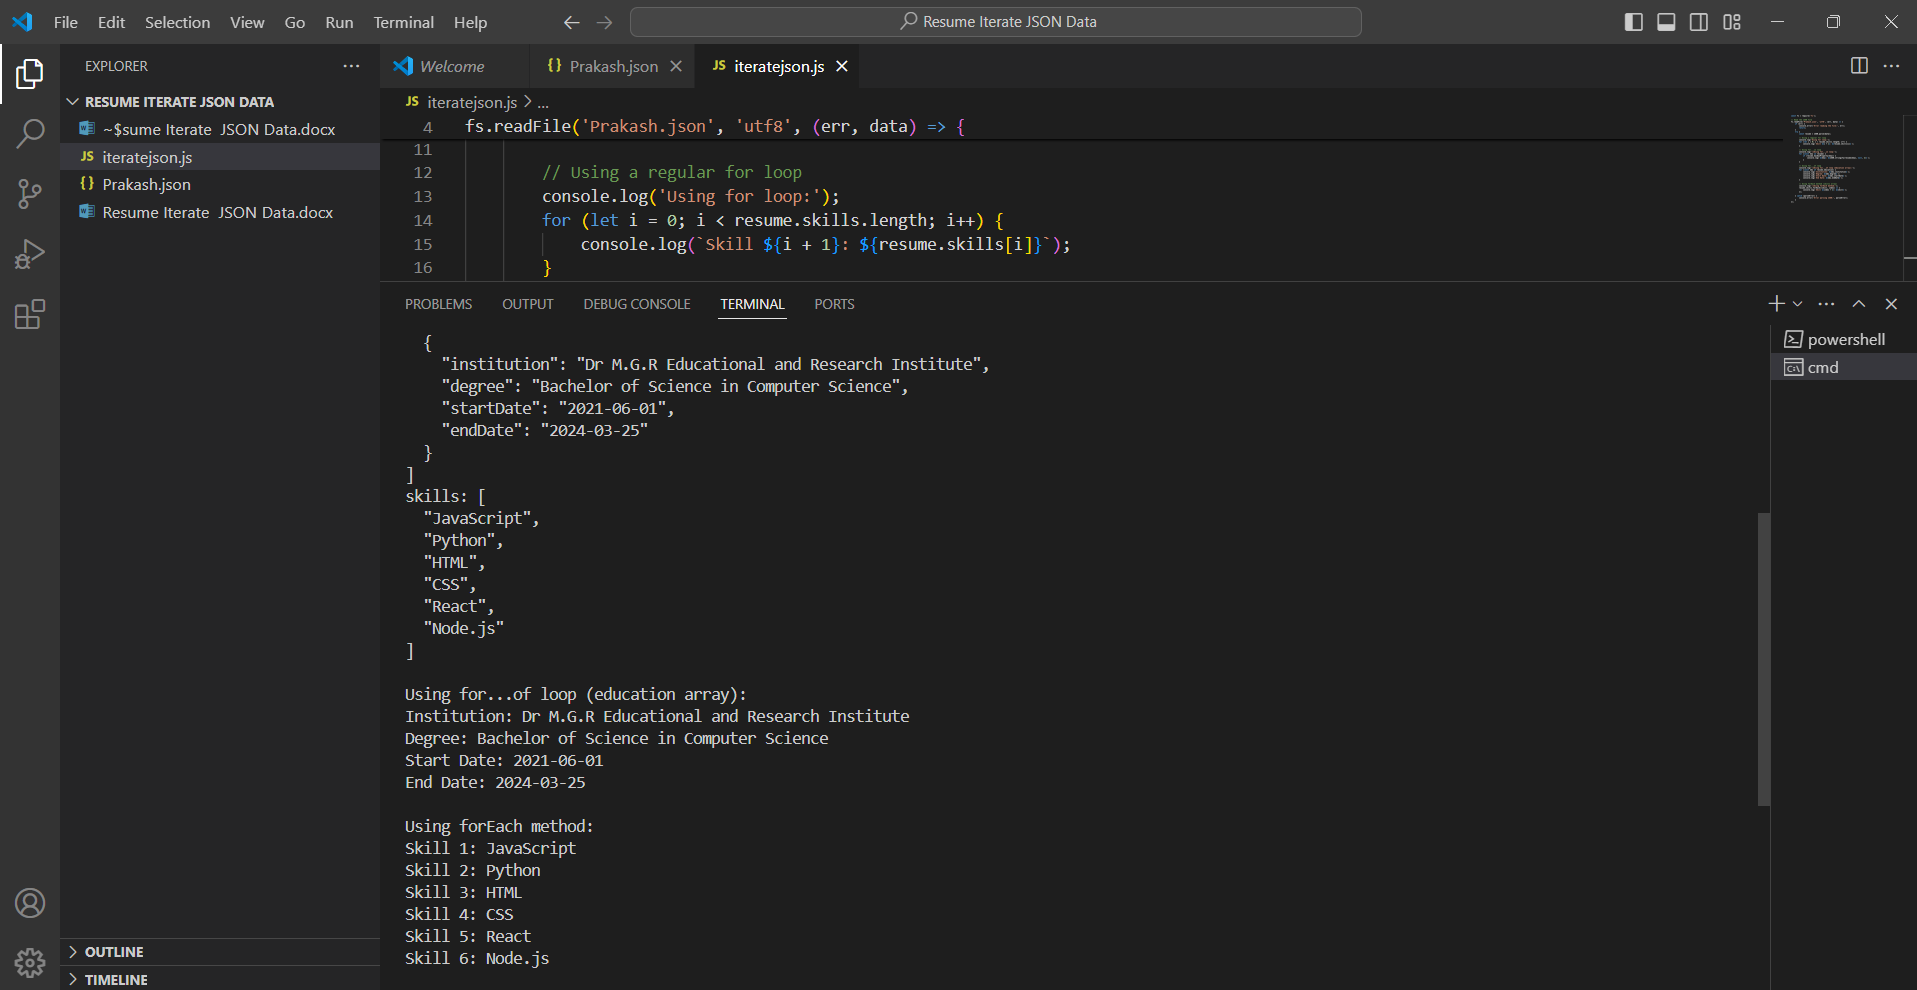 File Edit Selection View Go Run Terminal Help
Resume Iterate JSON Data
EXPLORER
RESUME ITERATE JSON DATA
~$sume Iterate  JSON Data.docx
JS iteratejson.js
{} Prakash.json
Resume Iterate  JSON Data.docx
OUTLINE
TIMELINE
Welcome
{} Prakash.json
JS iteratejson.js
JS iteratejson.js > ...
4 fs.readFile('Prakash.json', 'utf8', (err, data) => {
11
12 // Using a regular for loop
13 console.log('Using for loop:');
14 for (let i = 0; i < resume.skills.length; i++) {
15 console.log(`Skill ${i + 1}: ${resume.skills[i]}`);
16 }
PROBLEMS OUTPUT DEBUG CONSOLE TERMINAL PORTS
{
"institution": "Dr M.G.R Educational and Research Institute",
"degree": "Bachelor of Science in Computer Science",
"startDate": "2021-06-01",
"endDate": "2024-03-25"
}
]
skills: [
"JavaScript",
"Python",
"HTML",
"CSS",
"React",
"Node.js"
]
Using for...of loop (education array):
Institution: Dr M.G.R Educational and Research Institute
Degree: Bachelor of Science in Computer Science
Start Date: 2021-06-01
End Date: 2024-03-25
Using forEach method:
Skill 1: JavaScript
Skill 2: Python
Skill 3: HTML
Skill 4: CSS
Skill 5: React
Skill 6: Node.js
powershell
cmd